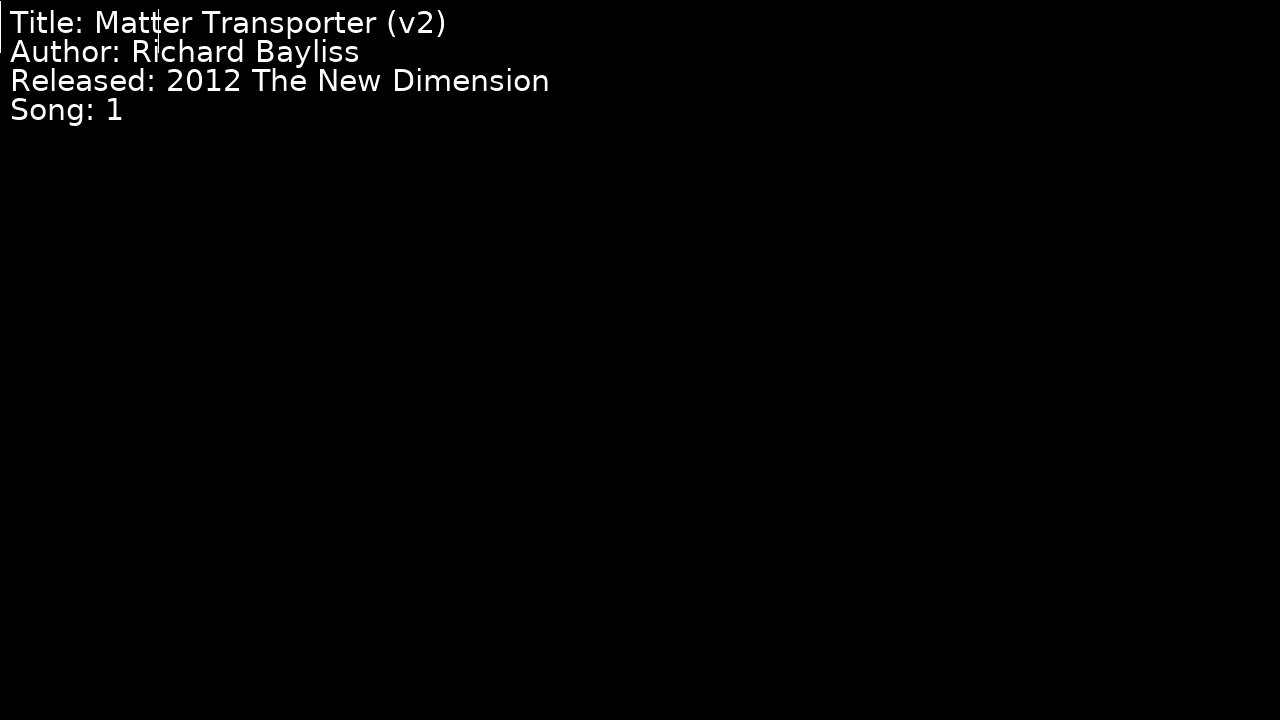 Title: Matter Transporter (v2)
Author: Richard Bayliss
Released: 2012 The New Dimension
Song: 1